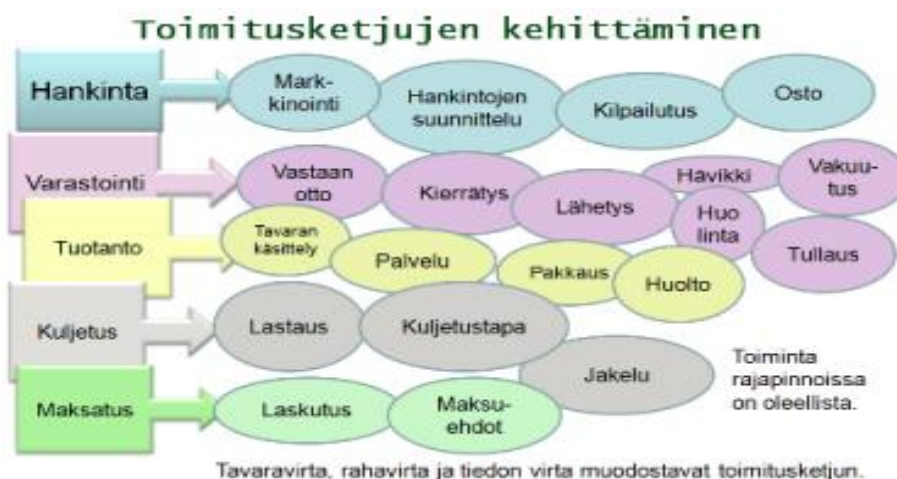 Toimitusketjujen kehittäminen
Hankinta
Mark-
kinointi
Hankintojen
suunnittelu
Kilpailutus
Osto
Varastointi
Vastaan
otto
Kierrätys
Lähetys
Hävikki
Vakuu-
tus
Huo
linta
Tullaus
Tuotanto
Tavaran
käsittely
Palvelu
Pakkaus
Huolto
Kuljetus
Lastaus
Kuljetustapa
Jakelu
Toiminta
rajapinnoissa
on oleellista.
Maksatus
Laskutus
Maksu-
ehdot
Tavaravirta, rahavirta ja tiedon virta muodostavat toimitusketjun.